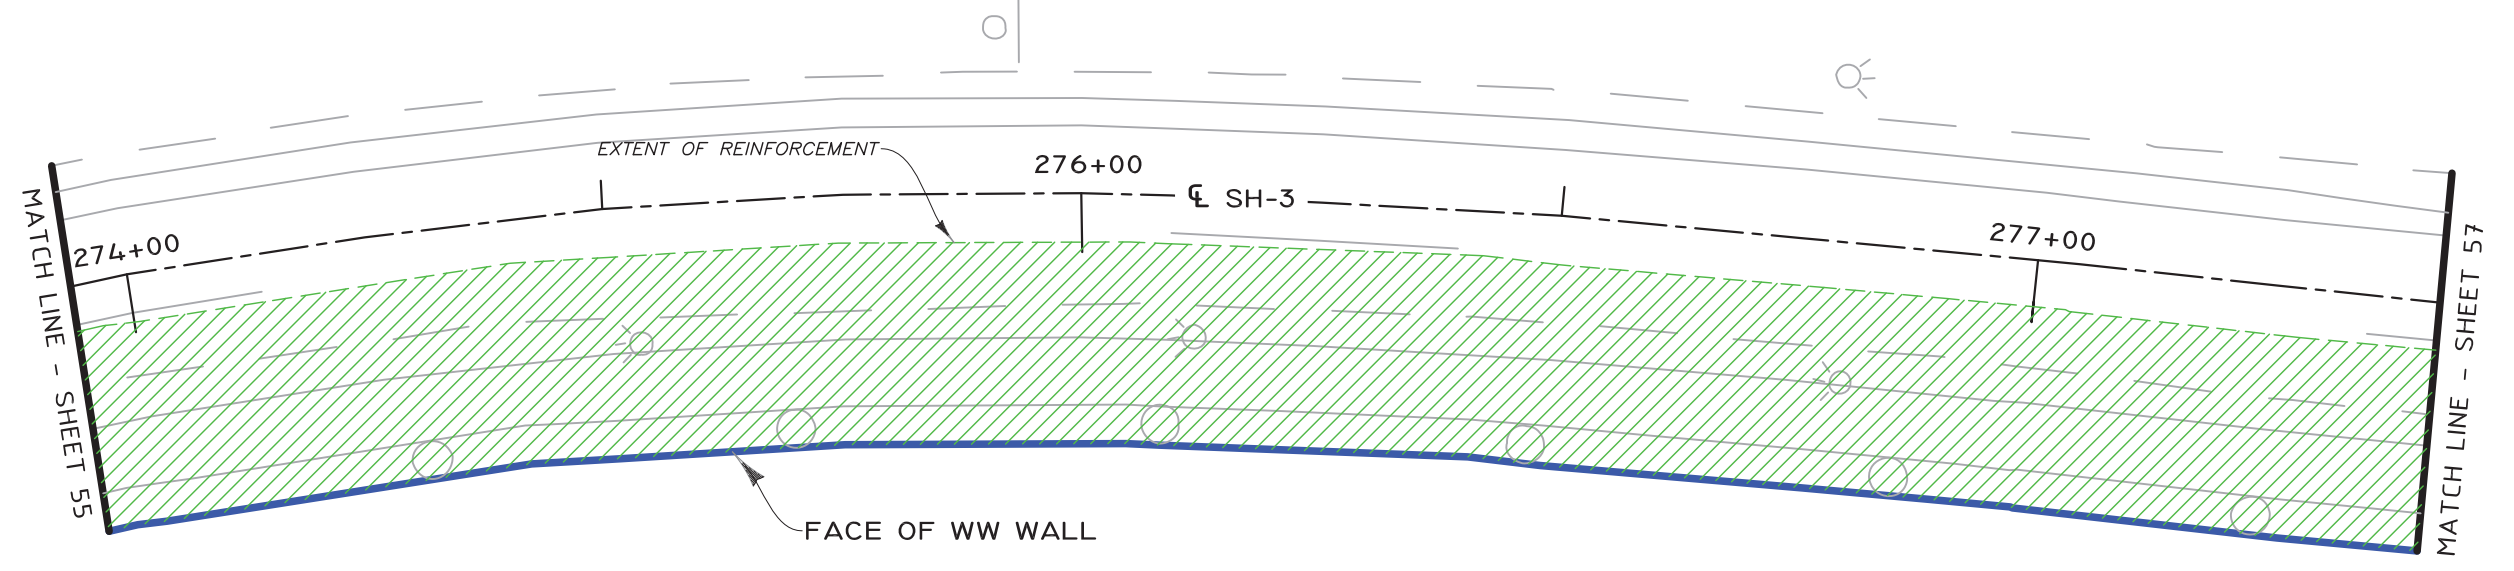 EXTENT OF REINFORCEMENT
276+00
℄ SH-3
274+00
277+00
MATCH LINE - SHEET 55
MATCH LINE - SHEET 57
FACE OF WW WALL